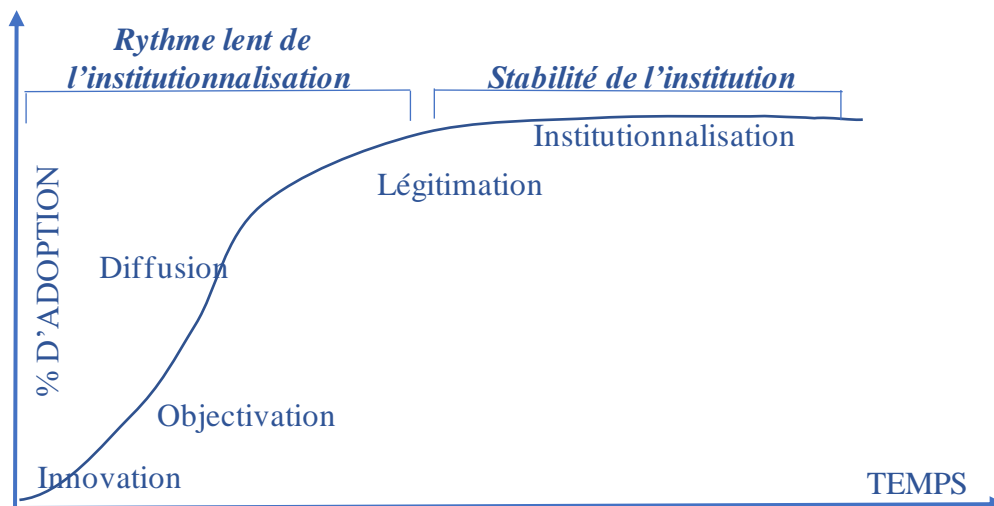 Rythme lent de
l’institutionnalisation
Stabilité de l’institution
Institutionnalisation
Légitimation
% D’ADOPTION
Diffusion
Objectivation
Innovation
TEMPS